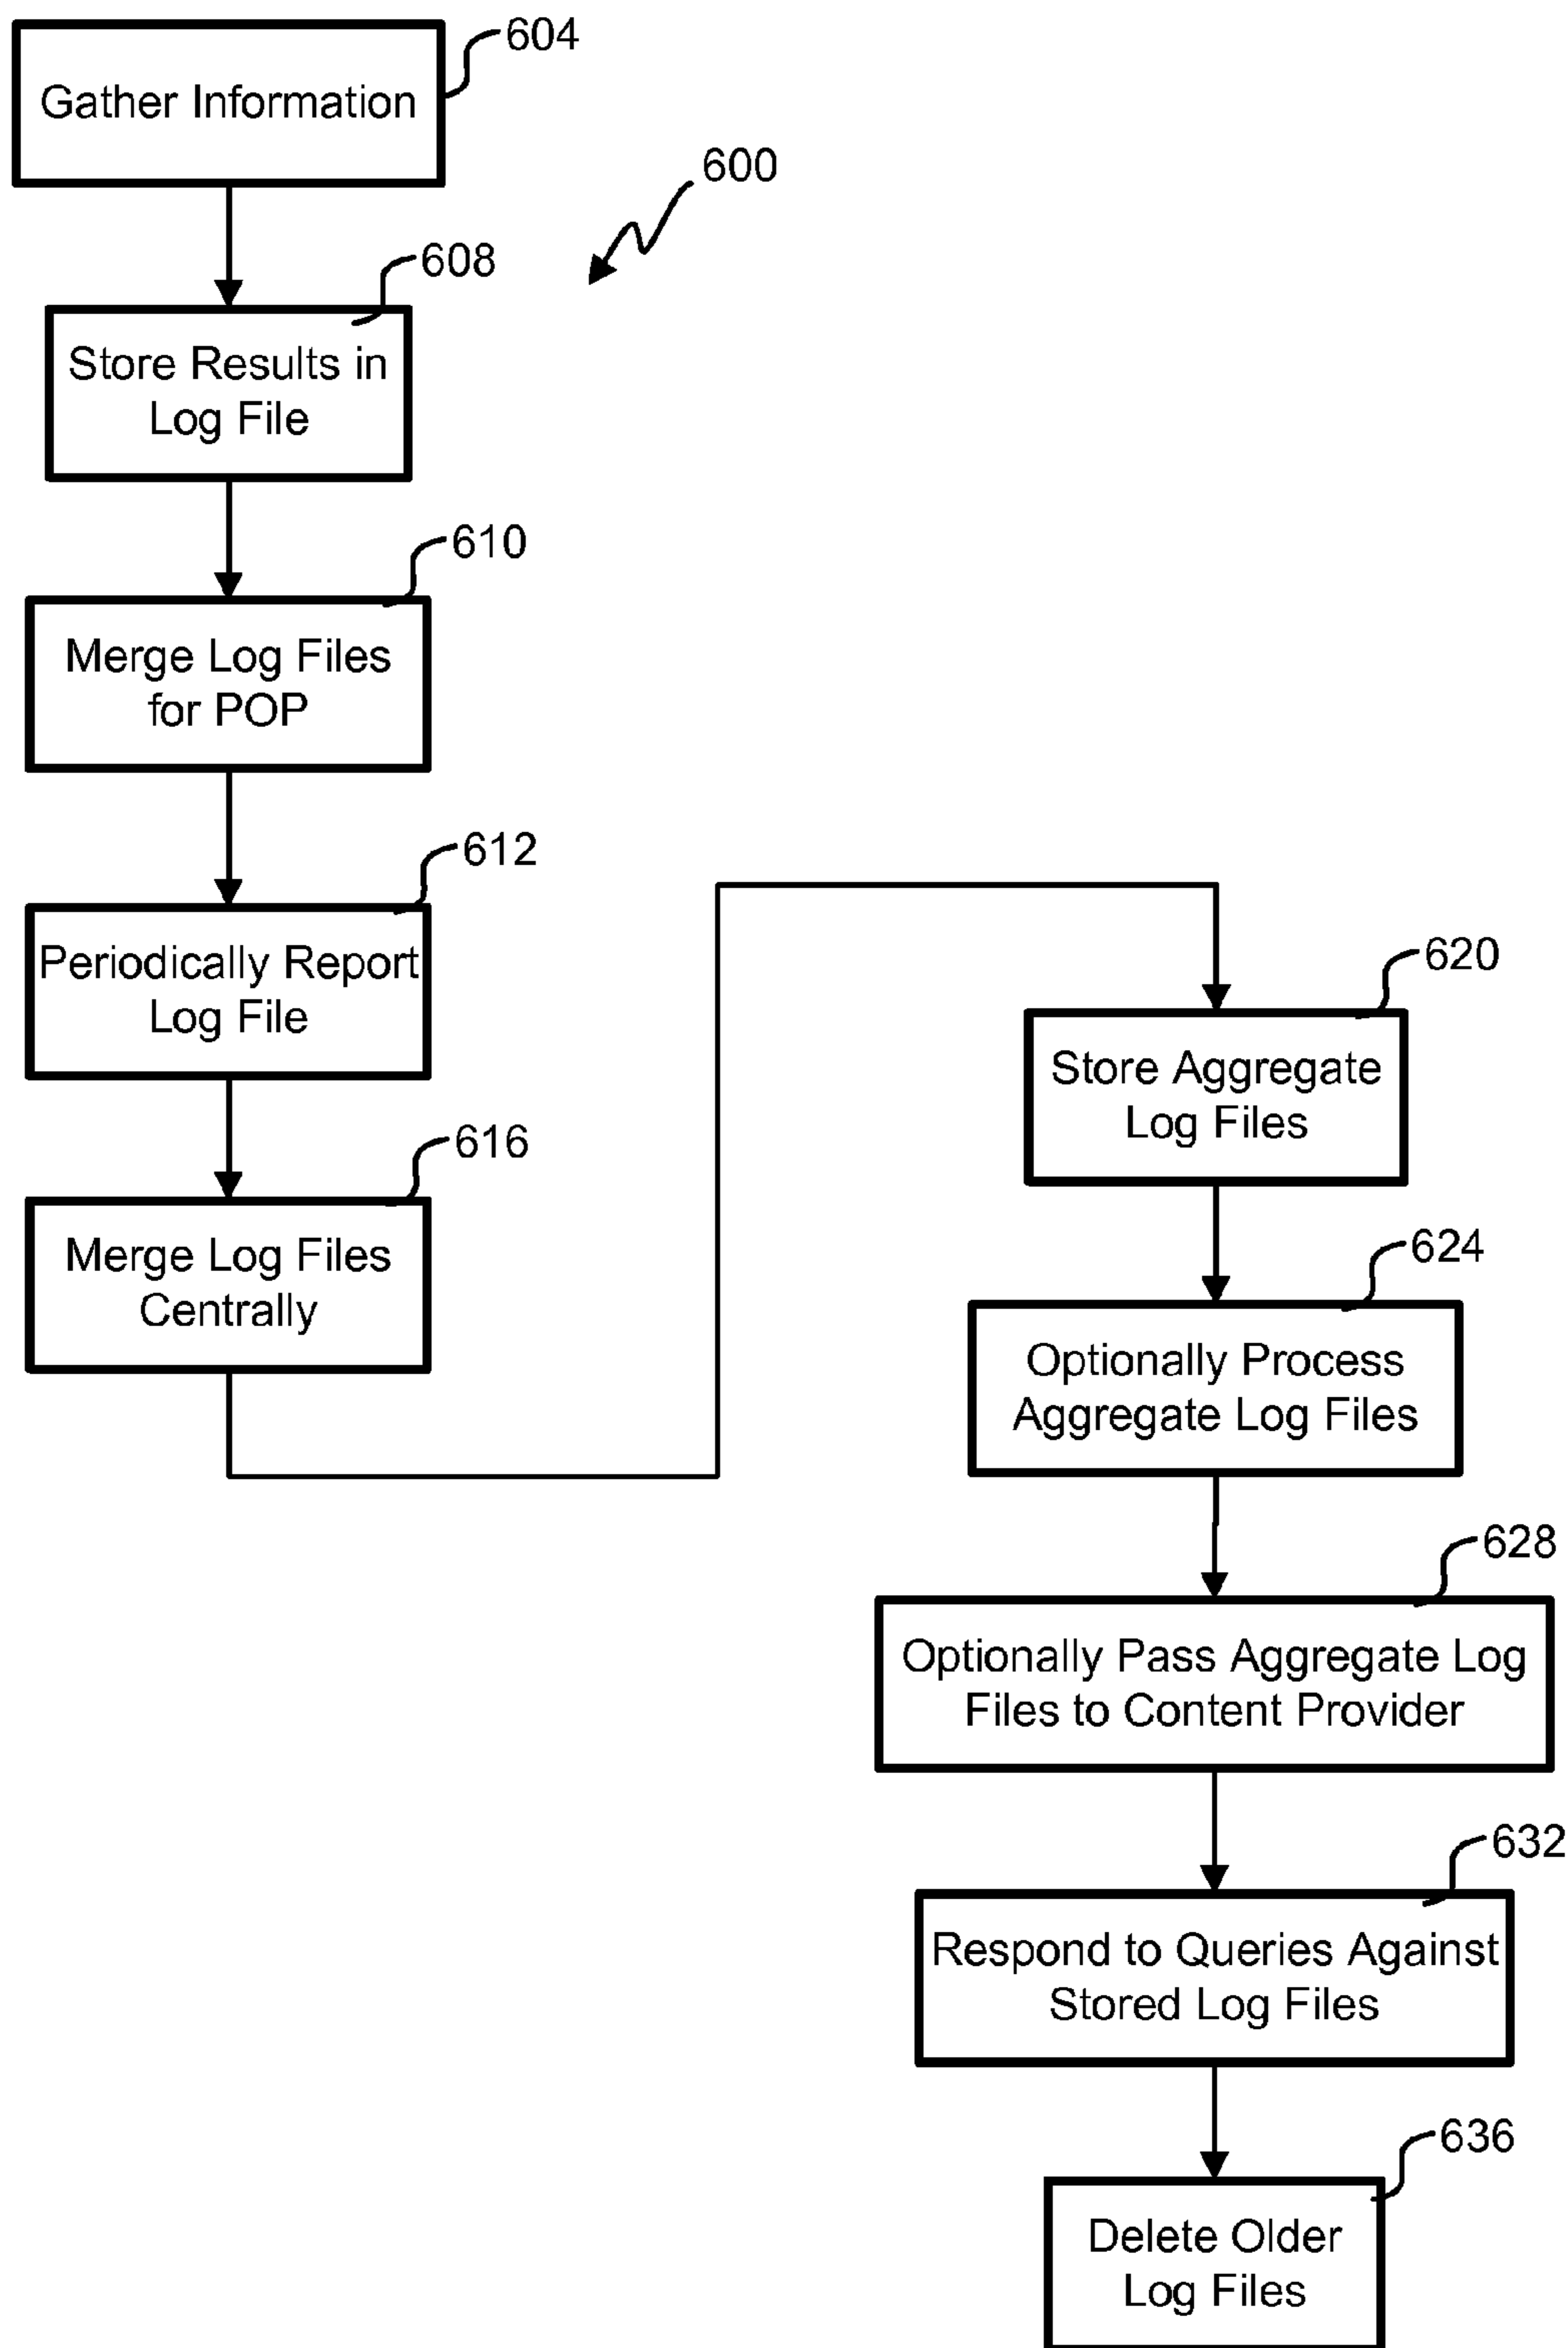 604
Gather Information
600
608
Store Results in
Log File
610
Merge Log Files
for POP
612
Periodically Report
Log File
616
Merge Log Files
Centrally
620
Store Aggregate
Log Files
624
Optionally Process
Aggregate Log Files
628
Optionally Pass Aggregate Log
Files to Content Provider
632
Respond to Queries Against
Stored Log Files
636
Delete Older
Log Files